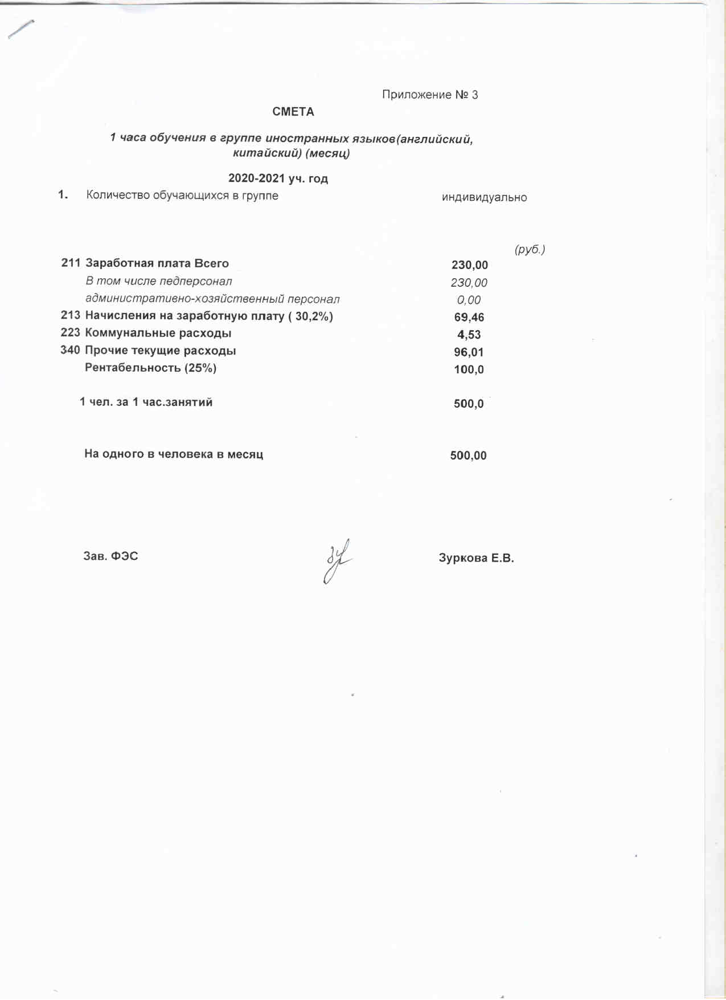 Приложение № 3
СМЕТА
1 часа обучения в группе иностранных языков(английский,
китайский) (месяц)
2020-2021 уч. год
1. Количество обучающихся в группе индивидуально
(руб.)
211 Заработная плата Всего 230,00
В том числе педперсонал 230,00
административно-хозяйственный персонал 0,00
213 Начисления на заработную плату ( 30,2%) 69,46
223 Коммунальные расходы 4,53
340 Прочие текущие расходы 96,01
Рентабельность (25%) 100,0
1 чел. за 1 час.занятий 500,0
На одного в человека в месяц 500,00
Зав. ФЭС Зуркова Е.В.